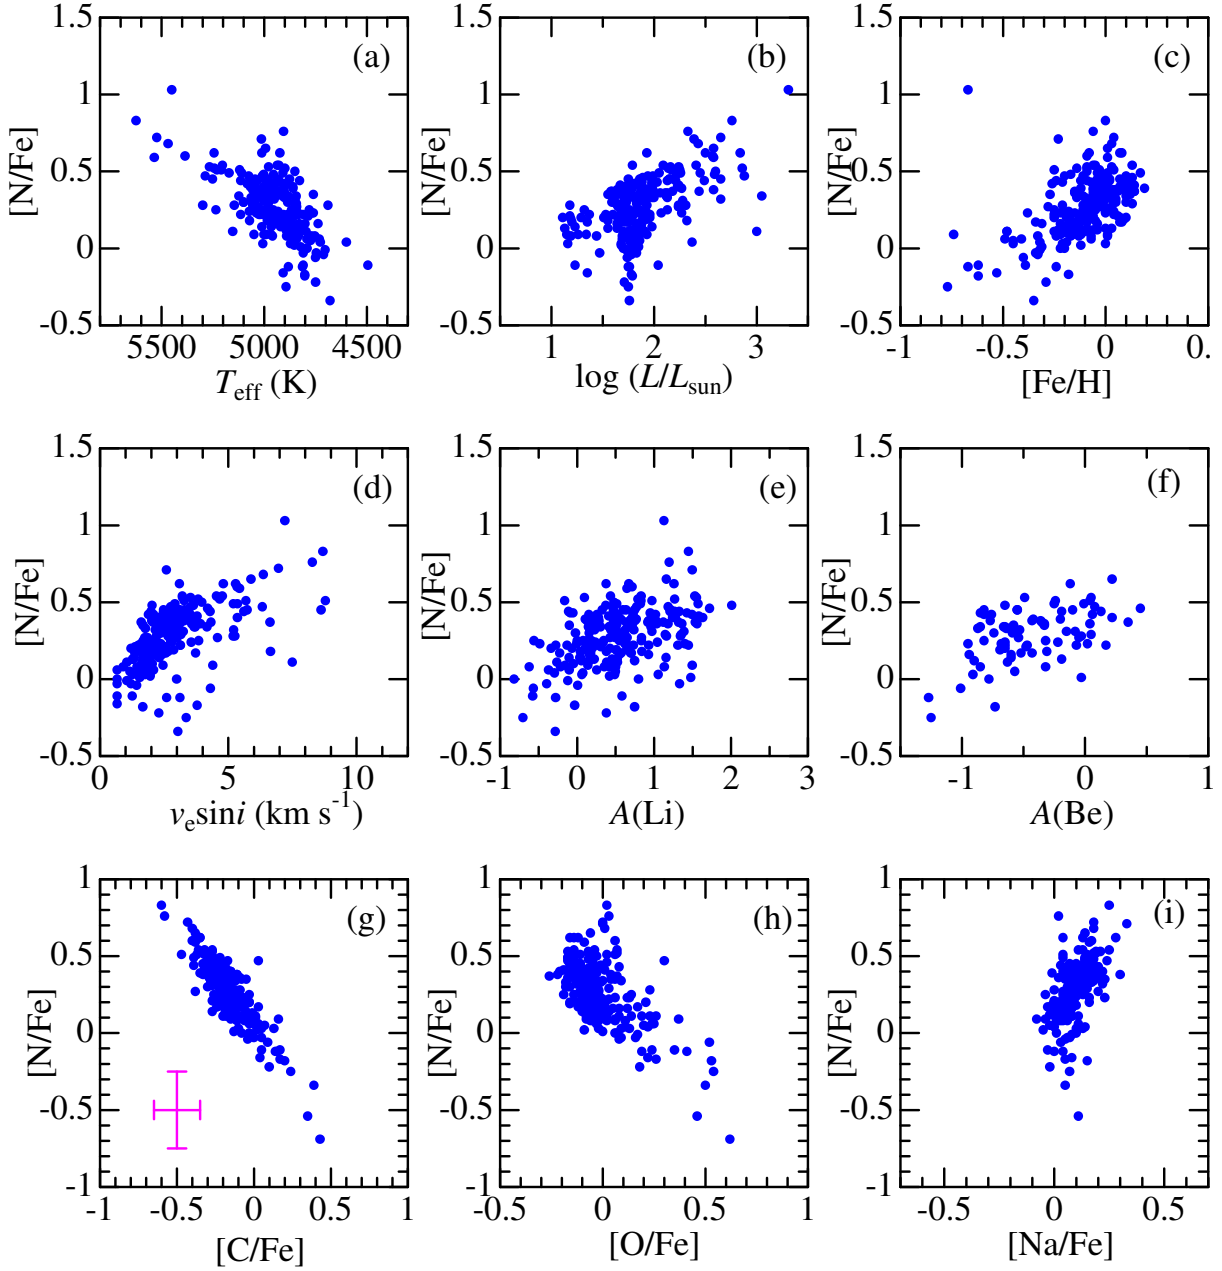 (a) (b) (c)
1.5 1.5 1.5
1 1 1
0.5 0.5 0.5
0 0 0
-0.5 -0.5 -0.5
[N/Fe] [N/Fe] [N/Fe]
5500 5000 4500 1 2 3 -1 -0.5 0 0.
T_eff (K) log (L/L_sun) [Fe/H]
(d) (e) (f)
1.5 1.5 1.5
1 1 1
0.5 0.5 0.5
0 0 0
-0.5 -0.5 -0.5
[N/Fe] [N/Fe] [N/Fe]
0 5 10 -1 0 1 2 3 -1 0 1
v_e sin i (km s^-1) A(Li) A(Be)
(g) (h) (i)
1 1 1
0.5 0.5 0.5
0 0 0
-0.5 -0.5 -0.5
-1 -1 -1
[N/Fe] [N/Fe] [N/Fe]
-1 -0.5 0 0.5 1 0 0.5 1 -0.5 0 0.5
[C/Fe] [O/Fe] [Na/Fe]